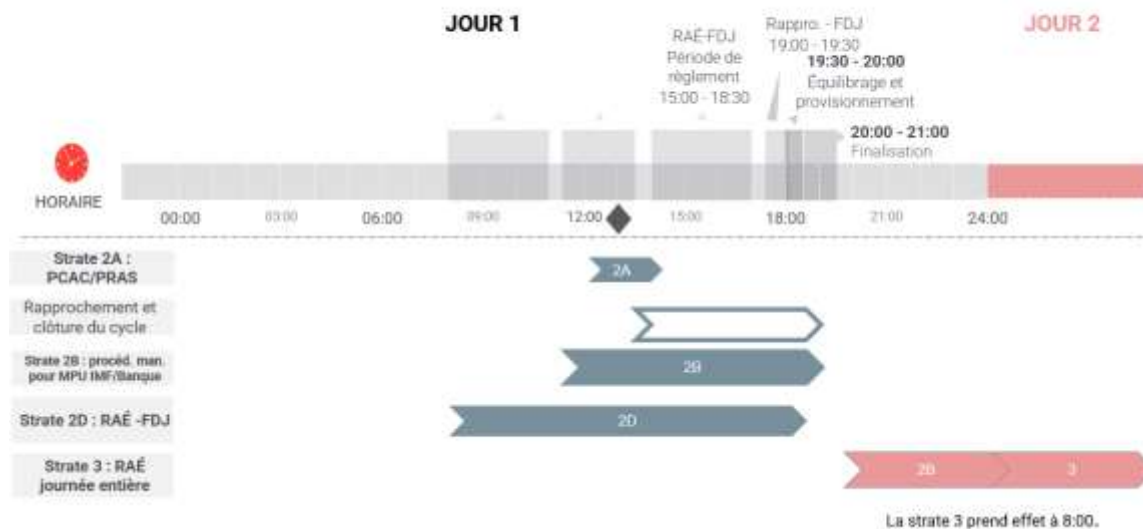 JOUR 1
JOUR 2
RAÉ-FDJ
Période de
règlement
15:00 - 18:30
Rappro. - FDJ
19:00 - 19:30
19:30 - 20:00
Équilibrage et
provisionnement
20:00 - 21:00
Finalisation
HORAIRE
00:00 03:00 06:00 09:00 12:00 15:00 18:00 21:00 24:00
Strate 2A :
PCAC/PRAS
2A
Rapprochement et
clôture du cycle
Strate 2B : procéd. man.
pour MPU IMF/Banque
2B
Strate 2D : RAÉ -FDJ
2D
Strate 3 : RAÉ
journée entière
2B 3
La strate 3 prend effet à 8:00.